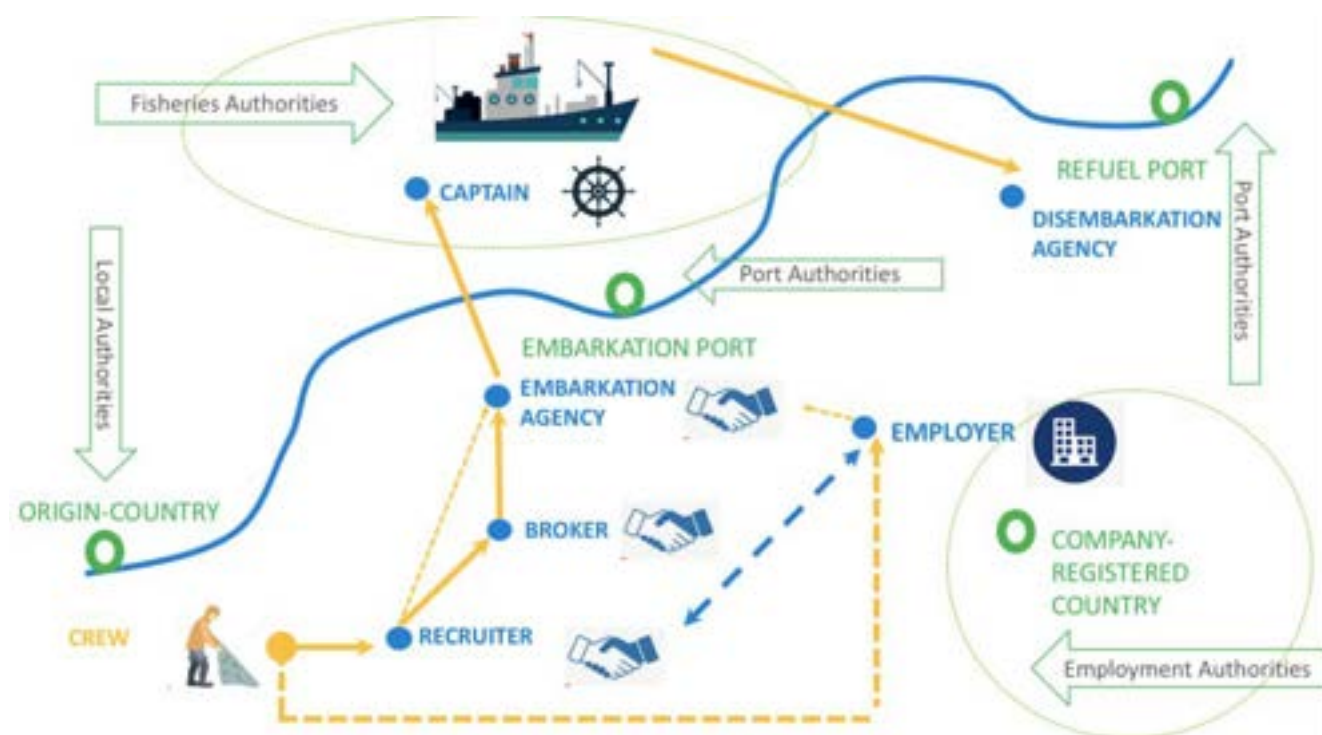 Fisheries Authorities
CAPTAIN
REFUEL PORT
DISEMBARKATION
AGENCY
Port Authorities
Local Authorities
Port Authorities
EMBARKATION PORT
EMBARKATION
AGENCY
EMPLOYER
ORIGIN-COUNTRY
BROKER
COMPANY-
REGISTERED
COUNTRY
CREW
RECRUITER
Employment Authorities